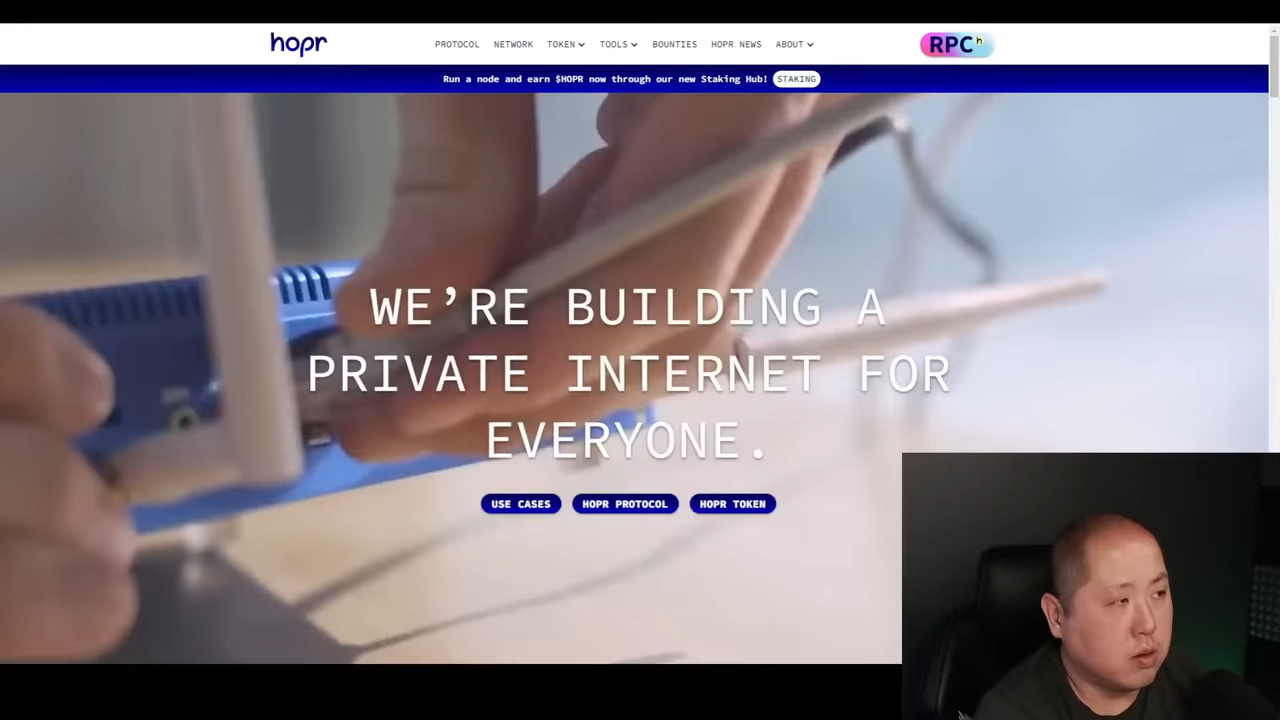 hopr
PROTOCOL NETWORK TOKEN TOOLS BOUNTIES HOPR NEWS ABOUT
RPCh
Run a node and earn $HOPR now through our new Staking Hub! STAKING
WE’RE BUILDING A
PRIVATE INTERNET FOR
EVERYONE.
USE CASES HOPR PROTOCOL HOPR TOKEN